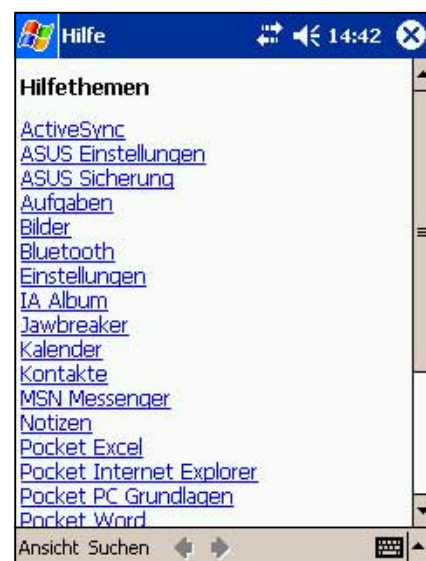 Hilfe 14:42
Hilfethemen
ActiveSync
ASUS Einstellungen
ASUS Sicherung
Aufgaben
Bilder
Bluetooth
Einstellungen
IA Album
Jawbreaker
Kalender
Kontakte
MSN Messenger
Notizen
Pocket Excel
Pocket Internet Explorer
Pocket PC Grundlagen
Pocket Word
Ansicht Suchen